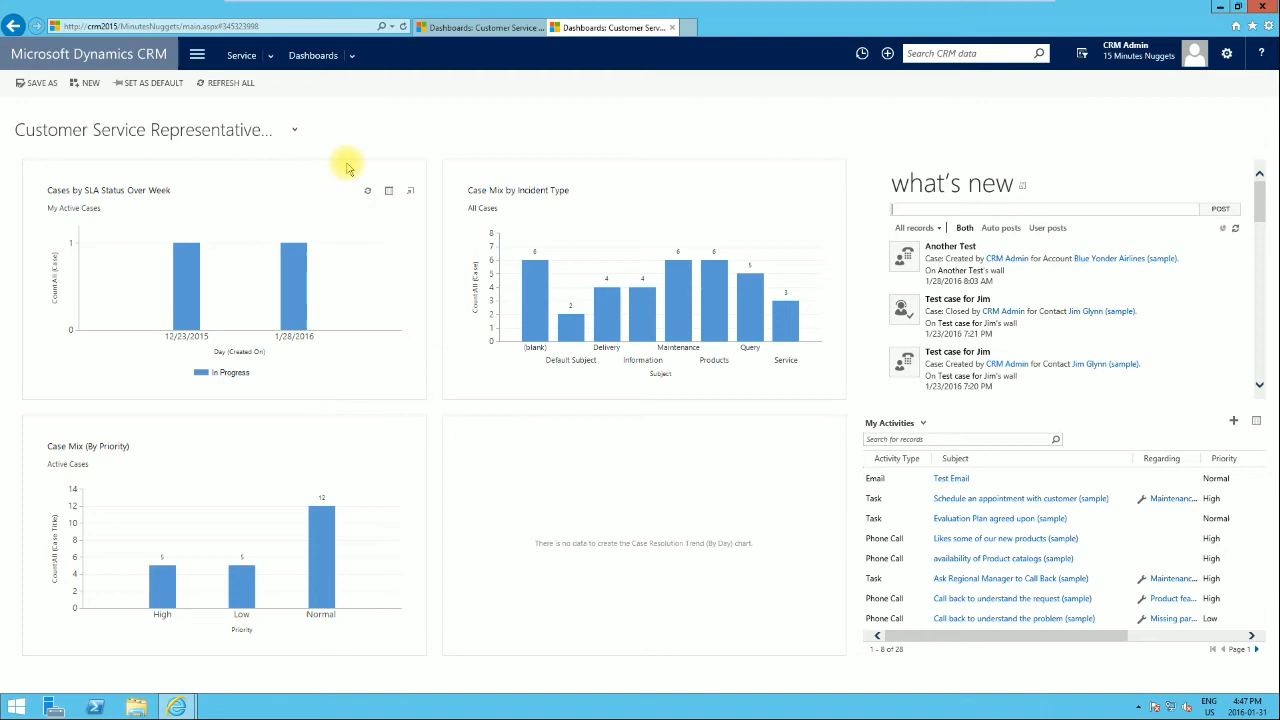 http://crm2015/MinutesNuggets/main.aspx#345323998
Dashboards: Customer Service ...
Dashboards: Customer Serv...
Microsoft Dynamics CRM
Service
Dashboards
Search CRM data
CRM Admin
15 Minutes Nuggets
?
SAVE AS
NEW
SET AS DEFAULT
REFRESH ALL
Customer Service Representative...
Cases by SLA Status Over Week
My Active Cases
CountAll (Case)
1
0
12/23/2015
1/28/2016
Day (Created On)
In Progress
Case Mix by Incident Type
All Cases
CountAll (Case)
8
7
6
5
4
3
2
1
0
6
2
4
4
6
6
5
3
(blank)
Delivery
Maintenance
Query
Default Subject
Information
Products
Service
Subject
what's new
POST
All records
Both
Auto posts
User posts
Another Test
Case: Created by CRM Admin for Account Blue Yonder Airlines (sample).
On Another Test's wall
1/28/2016 8:03 AM
Test case for Jim
Case: Closed by CRM Admin for Contact Jim Glynn (sample).
On Test case for Jim's wall
1/23/2016 7:21 PM
Test case for Jim
Case: Created by CRM Admin for Contact Jim Glynn (sample).
On Test case for Jim's wall
1/23/2016 7:20 PM
Case Mix (By Priority)
Active Cases
CountAll (Case Title)
14
12
10
8
6
4
2
0
5
5
12
High
Low
Normal
Priority
There is no data to create the Case Resolution Trend (By Day) chart.
My Activities
Search for records
Activity Type Subject Regarding Priority
Email Test Email Normal
Task Schedule an appointment with customer (sample) Maintenanc... High
Task Evaluation Plan agreed upon (sample) Normal
Phone Call Likes some of our new products (sample) High
Phone Call availability of Product catalogs (sample) High
Task Ask Regional Manager to Call Back (sample) Maintenanc... High
Phone Call Call back to understand the request (sample) Product fea... High
Phone Call Call back to understand the problem (sample) Missing par... Low
1 - 8 of 28
Page 1
ENG
US
4:47 PM
2016-01-31